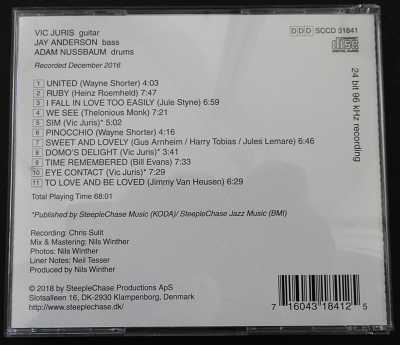 VIC JURIS guitar
JAY ANDERSON bass
ADAM NUSSBAUM drums
Recorded December 2016
DDD SCCD 31841
COMPACT
disc
DIGITAL AUDIO
24 bit 96 kHz recording
1 UNITED (Wayne Shorter) 4:03
2 RUBY (Heinz Roemheld) 7:47
3 I FALL IN LOVE TOO EASILY (Jule Styne) 6:59
4 WE SEE (Thelonious Monk) 7:21
5 SIM (Vic Juris)* 5:02
6 PINOCCHIO (Wayne Shorter) 4:16
7 SWEET AND LOVELY (Gus Arnheim / Harry Tobias / Jules Lemare) 6:46
8 DOMO'S DELIGHT (Vic Juris)* 3:41
9 TIME REMEMBERED (Bill Evans) 7:33
10 EYE CONTACT (Vic Juris)* 7:29
11 TO LOVE AND BE LOVED (Jimmy Van Heusen) 6:29
Total Playing Time 68:01
*Published by SteepleChase Music (KODA)/ SteepleChase Jazz Music (BMI)
Recording: Chris Sulit
Mix & Mastering: Nils Winther
Photos: Nils Winther
Liner Notes: Neil Tesser
Produced by Nils Winther
© 2018 by SteepleChase Productions ApS
Slotsalleen 16, DK-2930 Klampenborg, Denmark
http://www.steeplechase.dk/
7 16043 18412 5